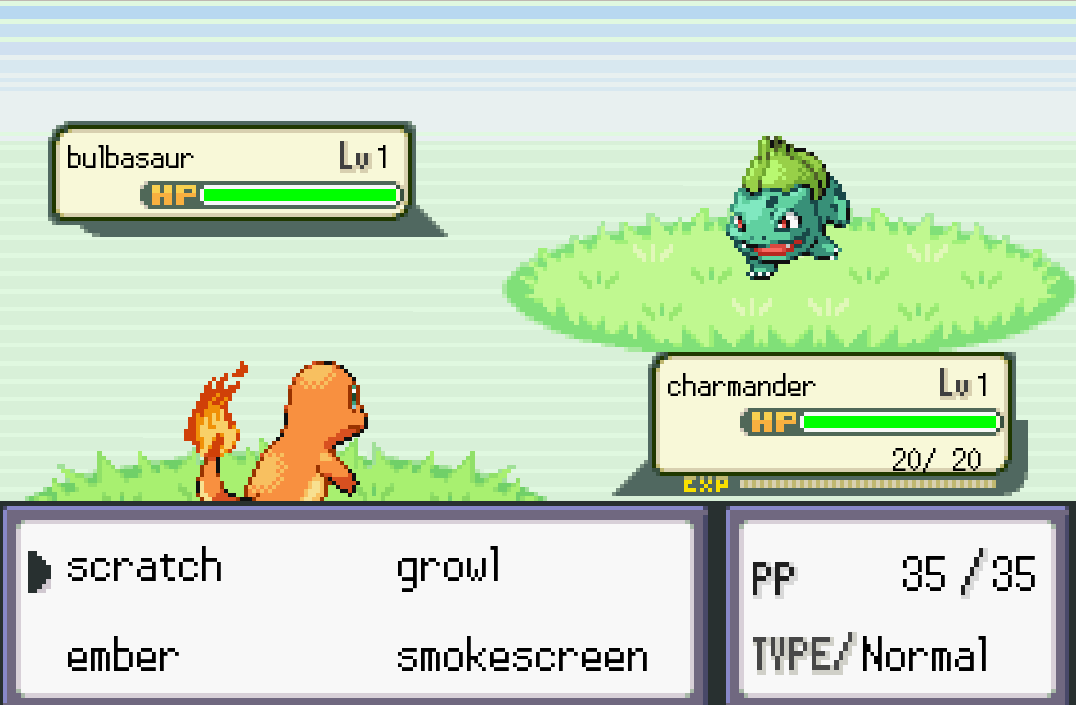 bulbasaur Lv1
HP
charmander Lv1
HP
20/ 20
EXP
scratch growl
ember smokescreen
PP 35 /35
TYPE/Normal